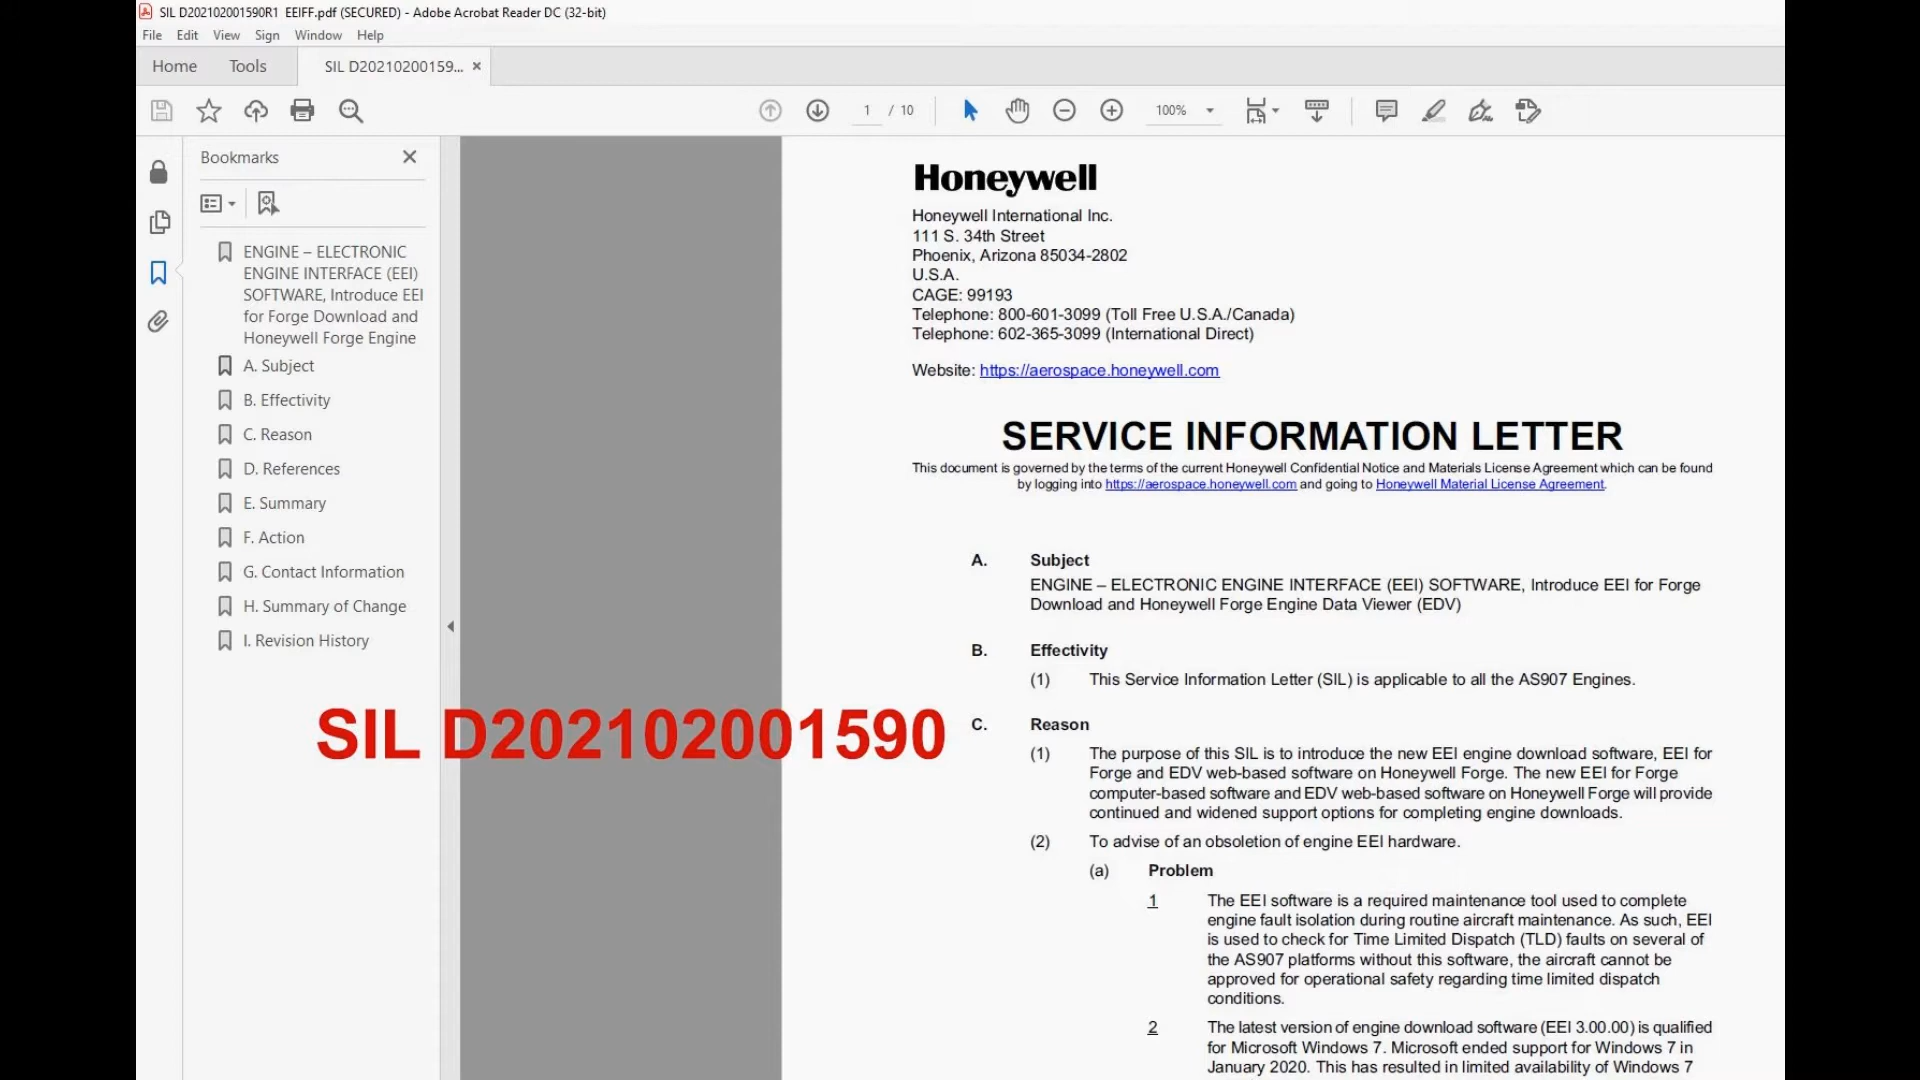 SIL D202102001590R1 EEIFF.pdf (SECURED) - Adobe Acrobat Reader DC (32-bit)
File Edit View Sign Window Help
Home Tools SIL D20210200159... ×
1 / 10 100%
Bookmarks
ENGINE – ELECTRONIC
ENGINE INTERFACE (EEI)
SOFTWARE, Introduce EEI
for Forge Download and
Honeywell Forge Engine
A. Subject
B. Effectivity
C. Reason
D. References
E. Summary
F. Action
G. Contact Information
H. Summary of Change
I. Revision History
SIL D202102001590
Honeywell
Honeywell International Inc.
111 S. 34th Street
Phoenix, Arizona 85034-2802
U.S.A.
CAGE: 99193
Telephone: 800-601-3099 (Toll Free U.S.A./Canada)
Telephone: 602-365-3099 (International Direct)
Website: https://aerospace.honeywell.com
SERVICE INFORMATION LETTER
This document is governed by the terms of the current Honeywell Confidential Notice and Materials License Agreement which can be found
by logging into https://aerospace.honeywell.com and going to Honeywell Material License Agreement.
A. Subject
ENGINE – ELECTRONIC ENGINE INTERFACE (EEI) SOFTWARE, Introduce EEI for Forge
Download and Honeywell Forge Engine Data Viewer (EDV)
B. Effectivity
(1) This Service Information Letter (SIL) is applicable to all the AS907 Engines.
C. Reason
(1) The purpose of this SIL is to introduce the new EEI engine download software, EEI for
Forge and EDV web-based software on Honeywell Forge. The new EEI for Forge
computer-based software and EDV web-based software on Honeywell Forge will provide
continued and widened support options for completing engine downloads.
(2) To advise of an obsoletion of engine EEI hardware.
(a) Problem
1 The EEI software is a required maintenance tool used to complete
engine fault isolation during routine aircraft maintenance. As such, EEI
is used to check for Time Limited Dispatch (TLD) faults on several of
the AS907 platforms without this software, the aircraft cannot be
approved for operational safety regarding time limited dispatch
conditions.
2 The latest version of engine download software (EEI 3.00.00) is qualified
for Microsoft Windows 7. Microsoft ended support for Windows 7 in
January 2020. This has resulted in limited availability of Windows 7